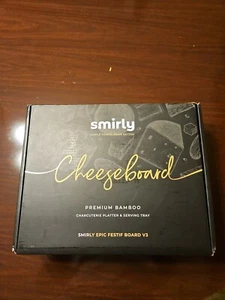 smirly
Cheeseboard
PREMIUM BAMBOO
CHARCUTERIE PLATTER & SERVING TRAY
SMIRLY EPIC FESTIF BOARD V3